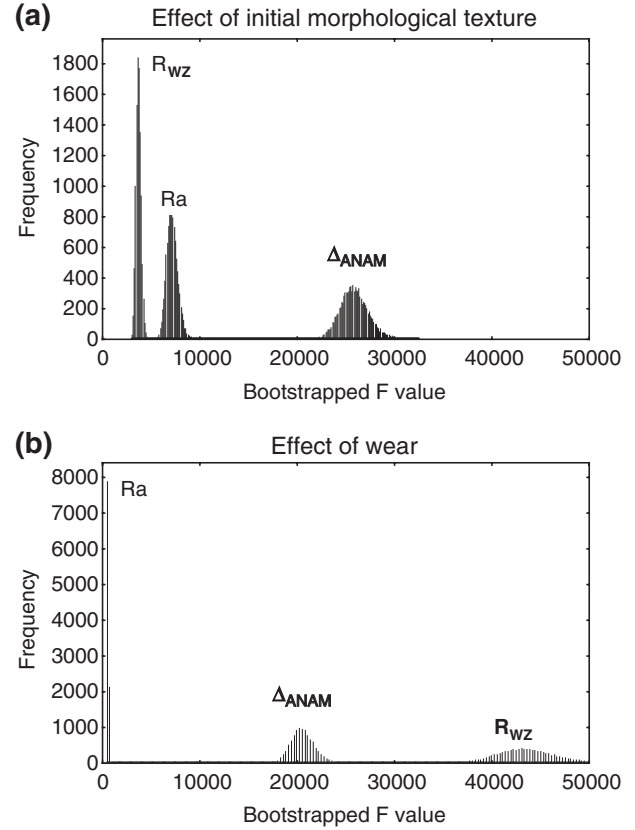 (a)
Effect of initial morphological texture
Frequency
1800
1600
1400
1200
1000
800
600
400
200
0
R_WZ
Ra
Δ_ANAM
0 10000 20000 30000 40000 50000
Bootstrapped F value
(b)
Effect of wear
Frequency
8000
7000
6000
5000
4000
3000
2000
1000
0
Ra
Δ_ANAM
R_WZ
0 10000 20000 30000 40000 50000
Bootstrapped F value